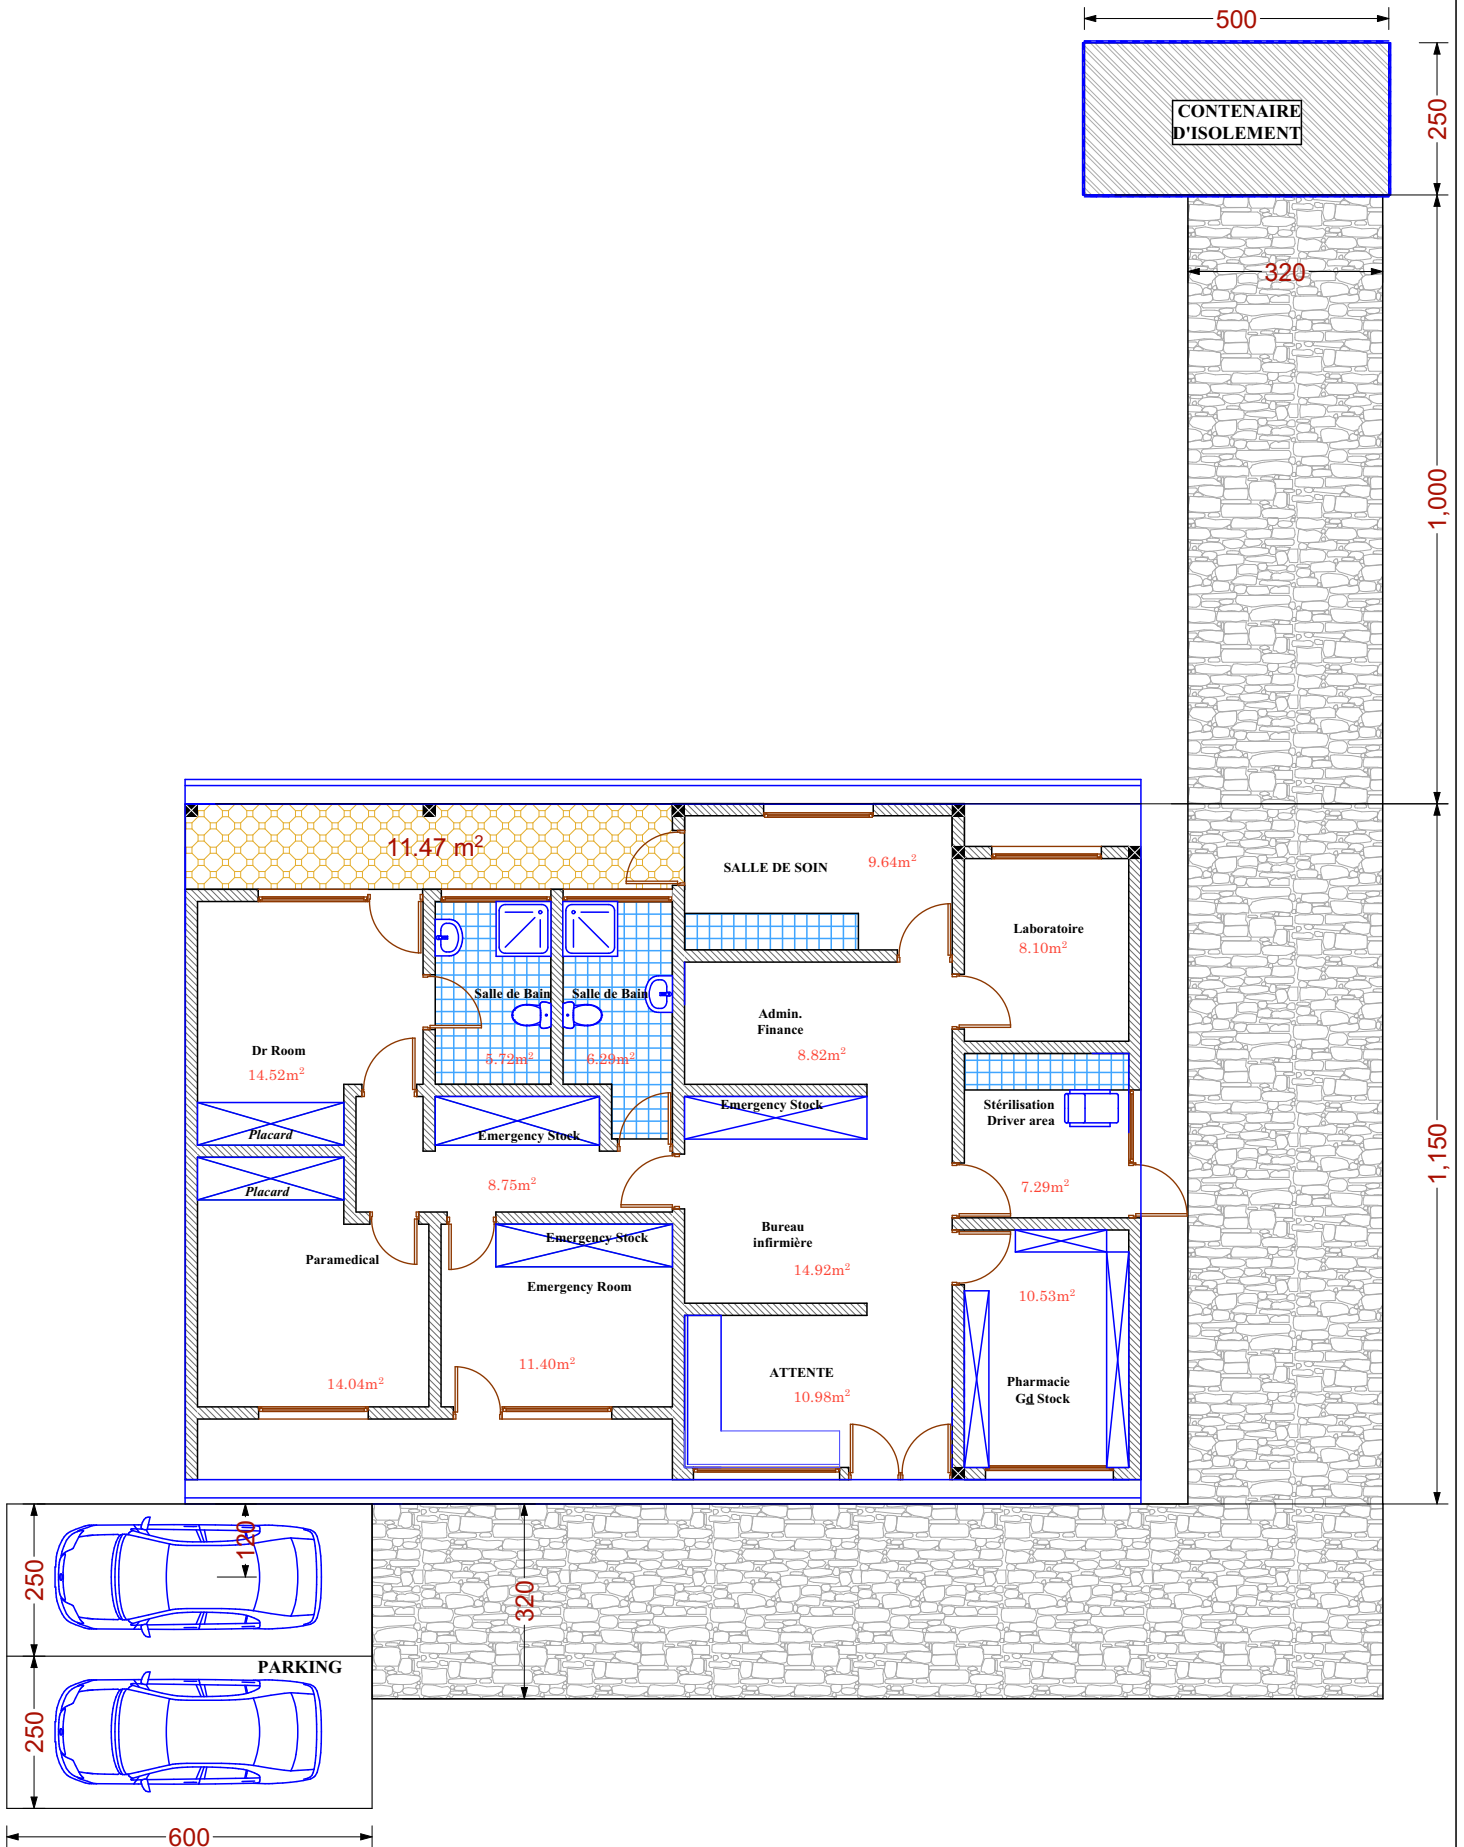 500
CONTENAIRE
D'ISOLEMENT
250
320
1,000
11.47 m²
SALLE DE SOIN
9.64m²
Laboratoire
8.10m²
Salle de Bain
Salle de Bain
Admin.
Finance
8.82m²
5.72m²
6.29m²
Dr Room
14.52m²
Placard
Emergency Stock
Emergency Stock
Stérilisation
Driver area
1,150
Placard
8.75m²
7.29m²
Paramedical
Emergency Stock
Emergency Room
Bureau
infirmière
14.92m²
10.53m²
14.04m²
11.40m²
ATTENTE
10.98m²
Pharmacie
Gd Stock
120
250
320
PARKING
250
600